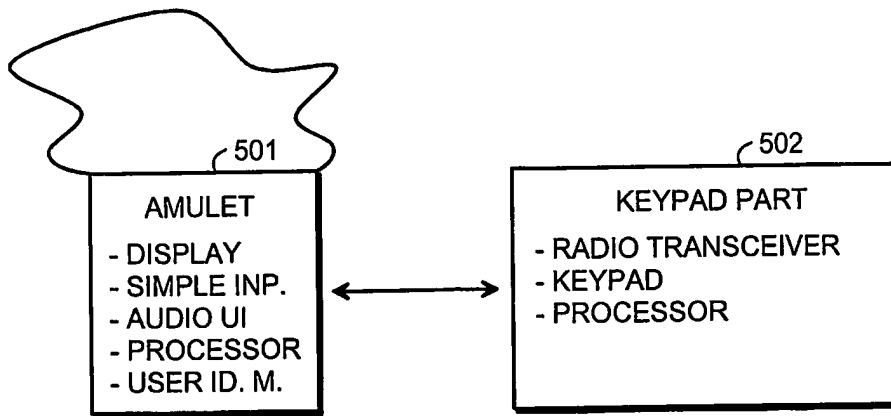 501
AMULET
- DISPLAY
- SIMPLE INP.
- AUDIO UI
- PROCESSOR
- USER ID. M.
502
KEYPAD PART
- RADIO TRANSCEIVER
- KEYPAD
- PROCESSOR